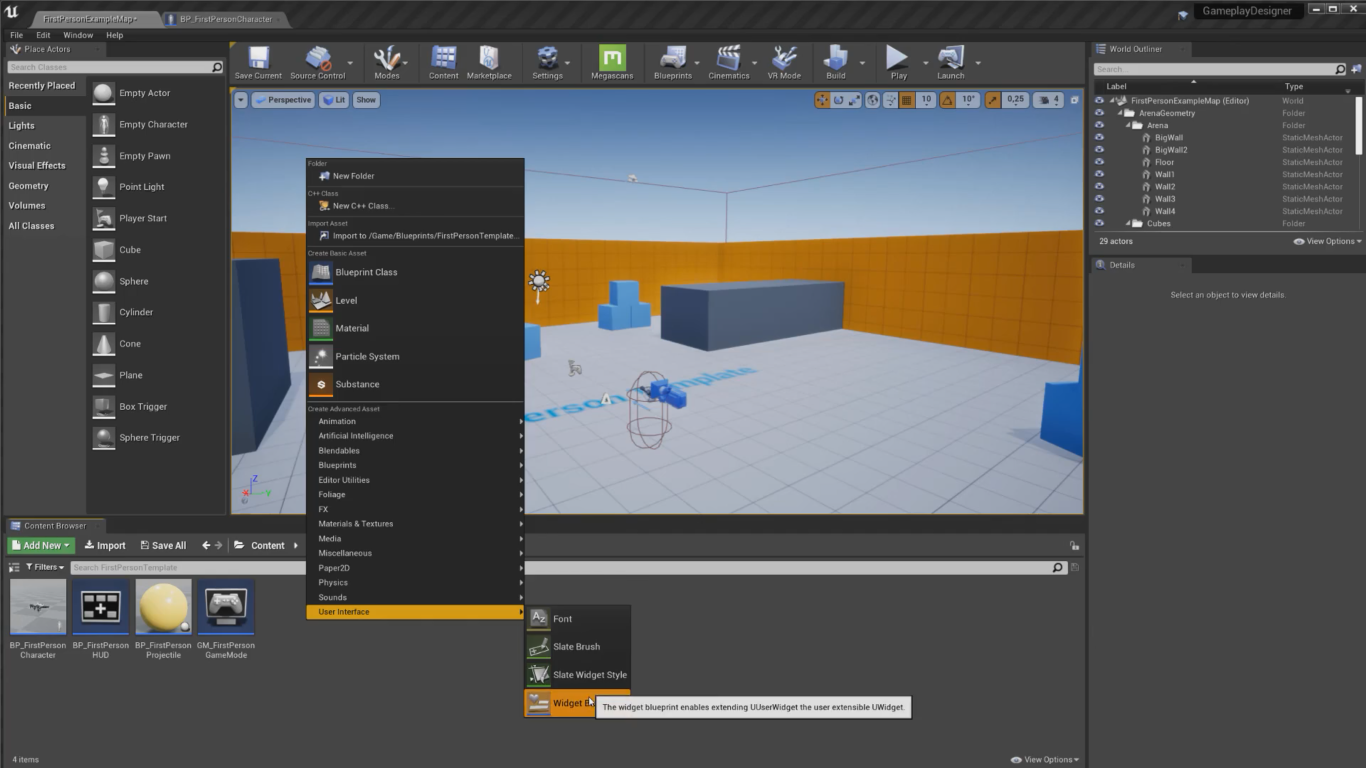 FirstPersonExampleMap*
BP_FirstPersonCharacter
GameplayDesigner
File Edit Window Help
Place Actors
Search Classes
Recently Placed
Basic
Lights
Cinematic
Visual Effects
Geometry
Volumes
All Classes
Empty Actor
Empty Character
Empty Pawn
Point Light
Player Start
Cube
Sphere
Cylinder
Cone
Plane
Box Trigger
Sphere Trigger
Save Current
Source Control
Modes
Content
Marketplace
Settings
Megascans
Blueprints
Cinematics
VR Mode
Build
Play
Launch
Perspective
Lit
Show
10
10°
0,25
4
Folder
New Folder
C++ Class
New C++ Class...
Import Asset
Import to /Game/Blueprints/FirstPersonTemplate...
Create Basic Asset
Blueprint Class
Level
Material
Particle System
Substance
Create Advanced Asset
Animation
Artificial Intelligence
Blendables
Blueprints
Editor Utilities
Foliage
FX
Materials & Textures
Media
Miscellaneous
Paper2D
Physics
Sounds
User Interface
Font
Slate Brush
Slate Widget Style
Widget
The widget blueprint enables extending UUserWidget the user extensible UWidget.
erson Template
Z
Y
X
World Outliner
Search...
Label Type
FirstPersonExampleMap (Editor) World
ArenaGeometry Folder
Arena Folder
BigWall StaticMeshActor
BigWall2 StaticMeshActor
Floor StaticMeshActor
Wall1 StaticMeshActor
Wall2 StaticMeshActor
Wall3 StaticMeshActor
Wall4 StaticMeshActor
Cubes Folder
29 actors
View Options
Details
Select an object to view details.
Content Browser
Add New
Import
Save All
Content
Filters
Search FirstPersonTemplate
BP_FirstPerson
Character
BP_FirstPerson
HUD
BP_FirstPerson
Projectile
GM_FirstPerson
GameMode
4 items
View Options